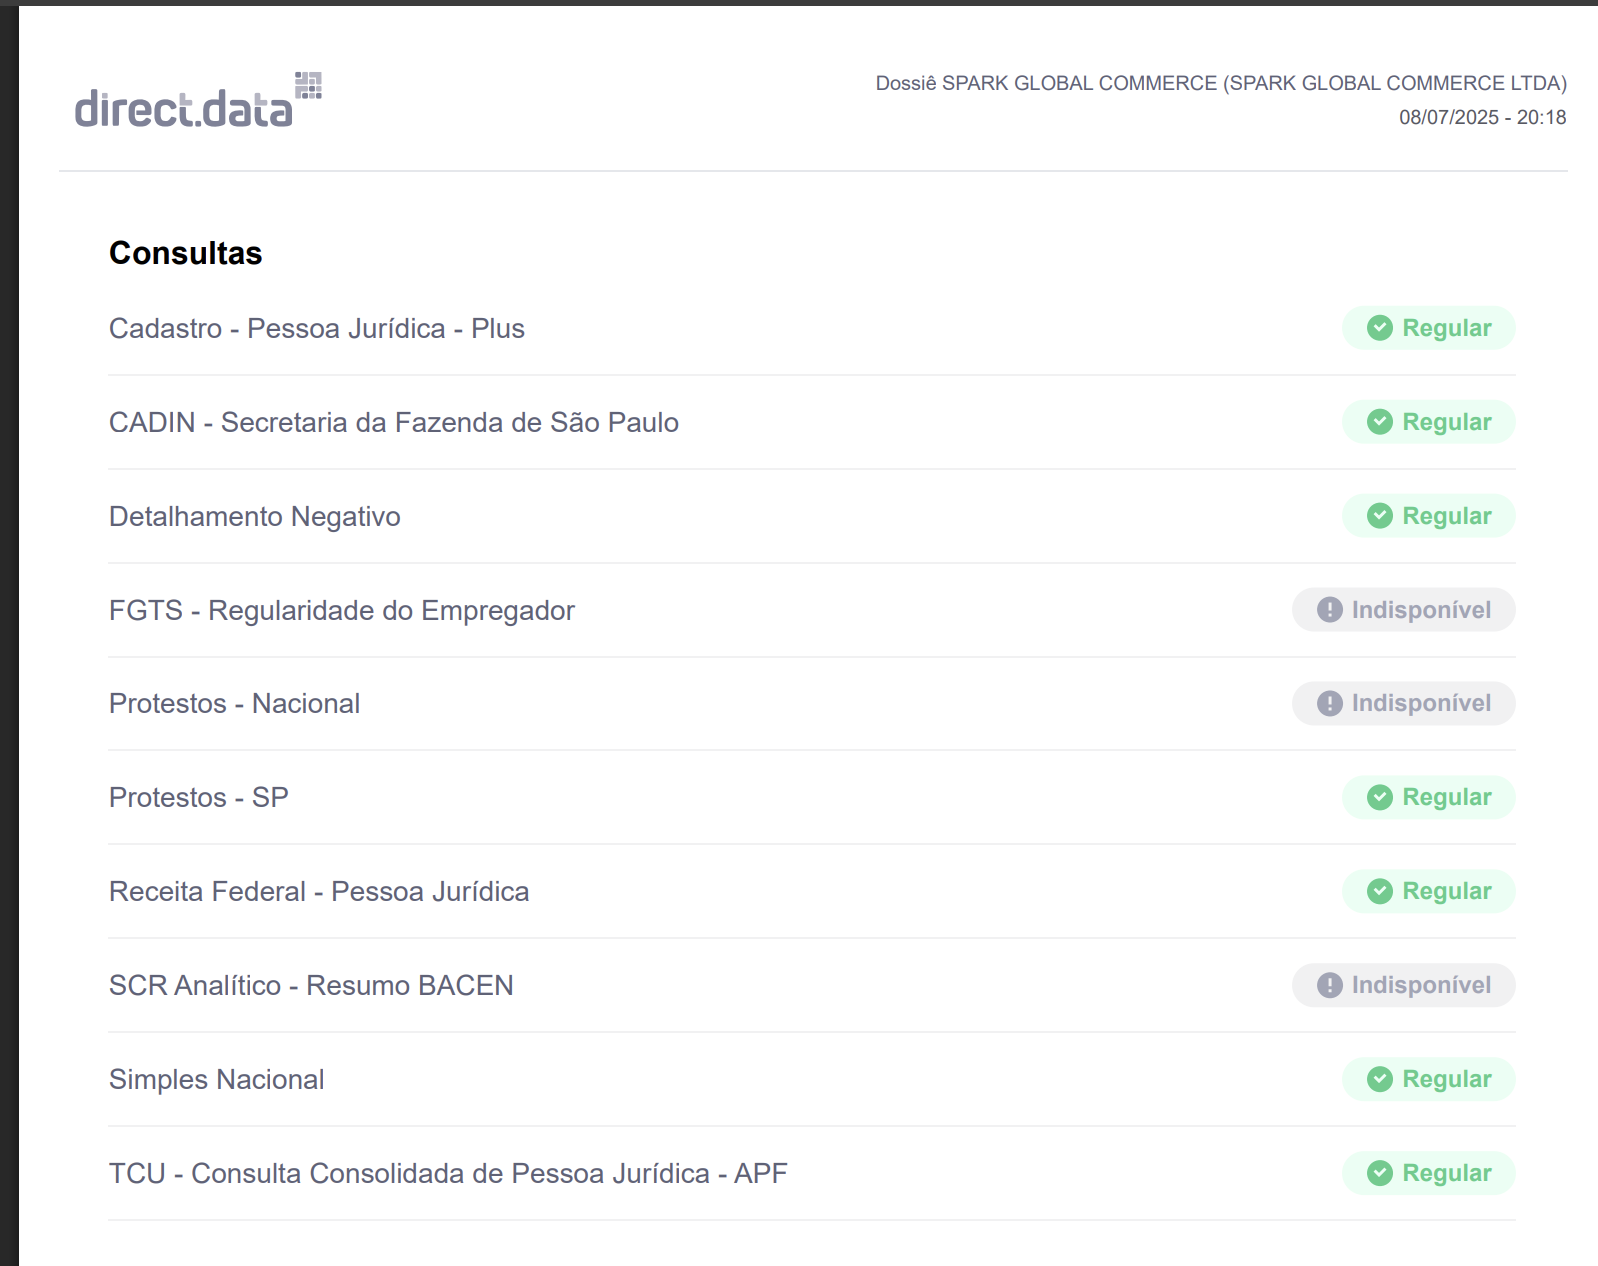 direct.data
Dossiê SPARK GLOBAL COMMERCE (SPARK GLOBAL COMMERCE LTDA)
08/07/2025 - 20:18
Consultas
Cadastro - Pessoa Jurídica - Plus Regular
CADIN - Secretaria da Fazenda de São Paulo Regular
Detalhamento Negativo Regular
FGTS - Regularidade do Empregador Indisponível
Protestos - Nacional Indisponível
Protestos - SP Regular
Receita Federal - Pessoa Jurídica Regular
SCR Analítico - Resumo BACEN Indisponível
Simples Nacional Regular
TCU - Consulta Consolidada de Pessoa Jurídica - APF Regular